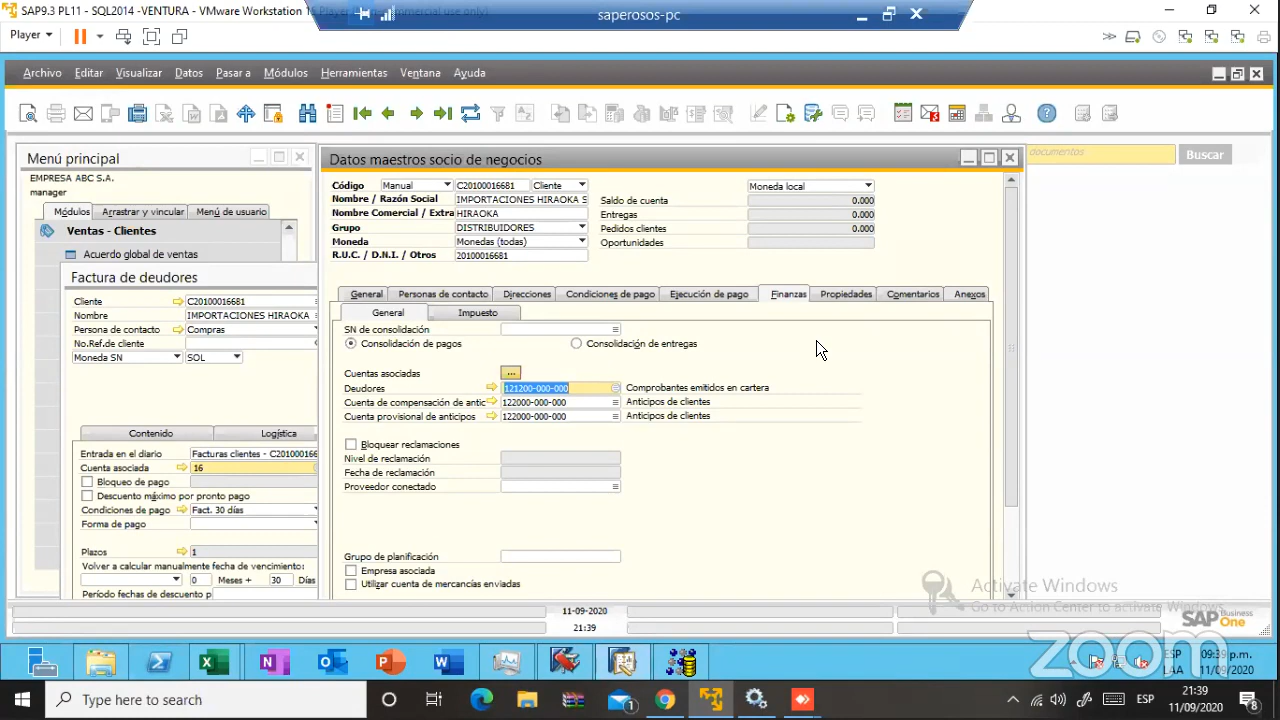 SAP9.3 PL11 - SQL2014 -VENTURA - VMware Workstation 1
saperosos-pc
Player
Archivo Editar Visualizar Datos Pasar a Módulos Herramientas Ventana Ayuda
Menú principal
EMPRESA ABC S.A.
manager
Módulos Arrastrar y vincular Menú de usuario
Ventas - Clientes
Acuerdo global de ventas
Factura de deudores
Cliente C20100016681
Nombre IMPORTACIONES HIRAOKA
Persona de contacto Compras
No.Ref.de cliente
Moneda SN SOL
Contenido Logística
Entrada en el diario Facturas clientes - C20100016
Cuenta asociada 16
Bloqueo de pago
Descuento máximo por pronto pago
Condiciones de pago Fact. 30 días
Forma de pago
Plazos 1
Volver a calcular manualmente fecha de vencimiento:
0 Meses + 30 Días
Período fechas de descuento p
Datos maestros socio de negocios
Código Manual C20100016681 Cliente Moneda local
Nombre / Razón Social IMPORTACIONES HIRAOKA S
Nombre Comercial / Extra HIRAOKA
Grupo DISTRIBUIDORES
Moneda Monedas (todas)
R.U.C. / D.N.I. / Otros 20100016681
Saldo de cuenta 0.000
Entregas 0.000
Pedidos clientes 0.000
Oportunidades
General Personas de contacto Direcciones Condiciones de pago Ejecución de pago Finanzas Propiedades Comentarios Anexos
General Impuesto
SN de consolidación
Consolidación de pagos Consolidación de entregas
Cuentas asociadas ...
Deudores 121200-000-000 Comprobantes emitidos en cartera
Cuenta de compensación de antic 122000-000-000 Anticipos de clientes
Cuenta provisional de anticipos 122000-000-000 Anticipos de clientes
Bloquear reclamaciones
Nivel de reclamación
Fecha de reclamación
Proveedor conectado
Grupo de planificación
Empresa asociada
Utilizar cuenta de mercancías enviadas
documentos Buscar
Activate Windows
Go to Action Center to activate Windows.
11-09-2020
21:39
SAP Business One
zoom
ESP
LAA
09:39 p.m.
11/09/2020
Type here to search
1
ESP
21:39
11/09/2020
8